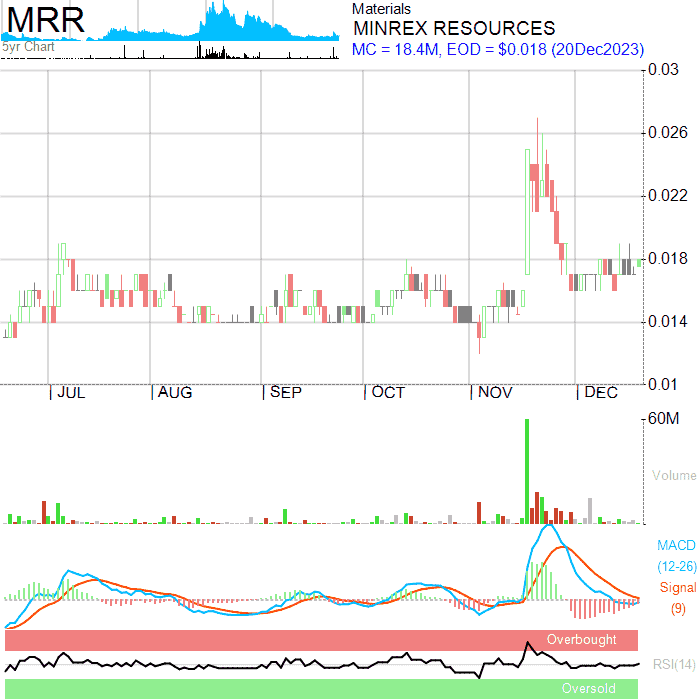 MRR
5yr Chart
Materials
MINREX RESOURCES
MC = 18.4M, EOD = $0.018 (20Dec2023)
0.03
0.026
0.022
0.018
0.014
0.01
JUL AUG SEP OCT NOV DEC
60M
Volume
MACD
(12-26)
Signal
(9)
Overbought
RSI(14)
Oversold